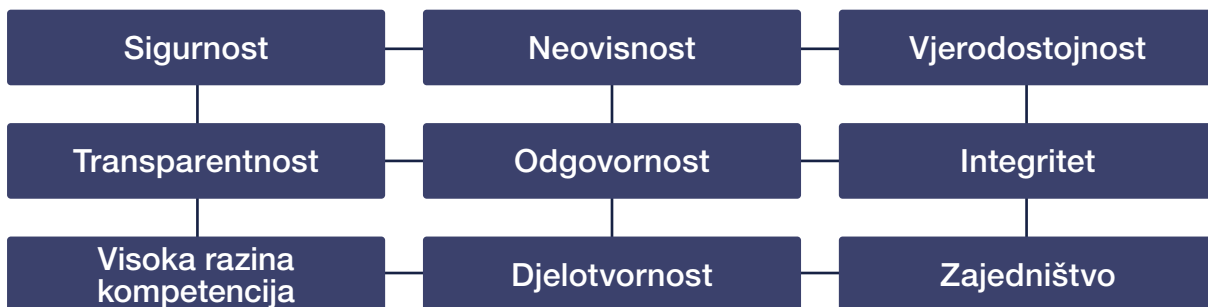 Sigurnost
Neovisnost
Vjerodostojnost
Transparentnost
Odgovornost
Integritet
Visoka razina
kompetencija
Djelotvornost
Zajedništvo